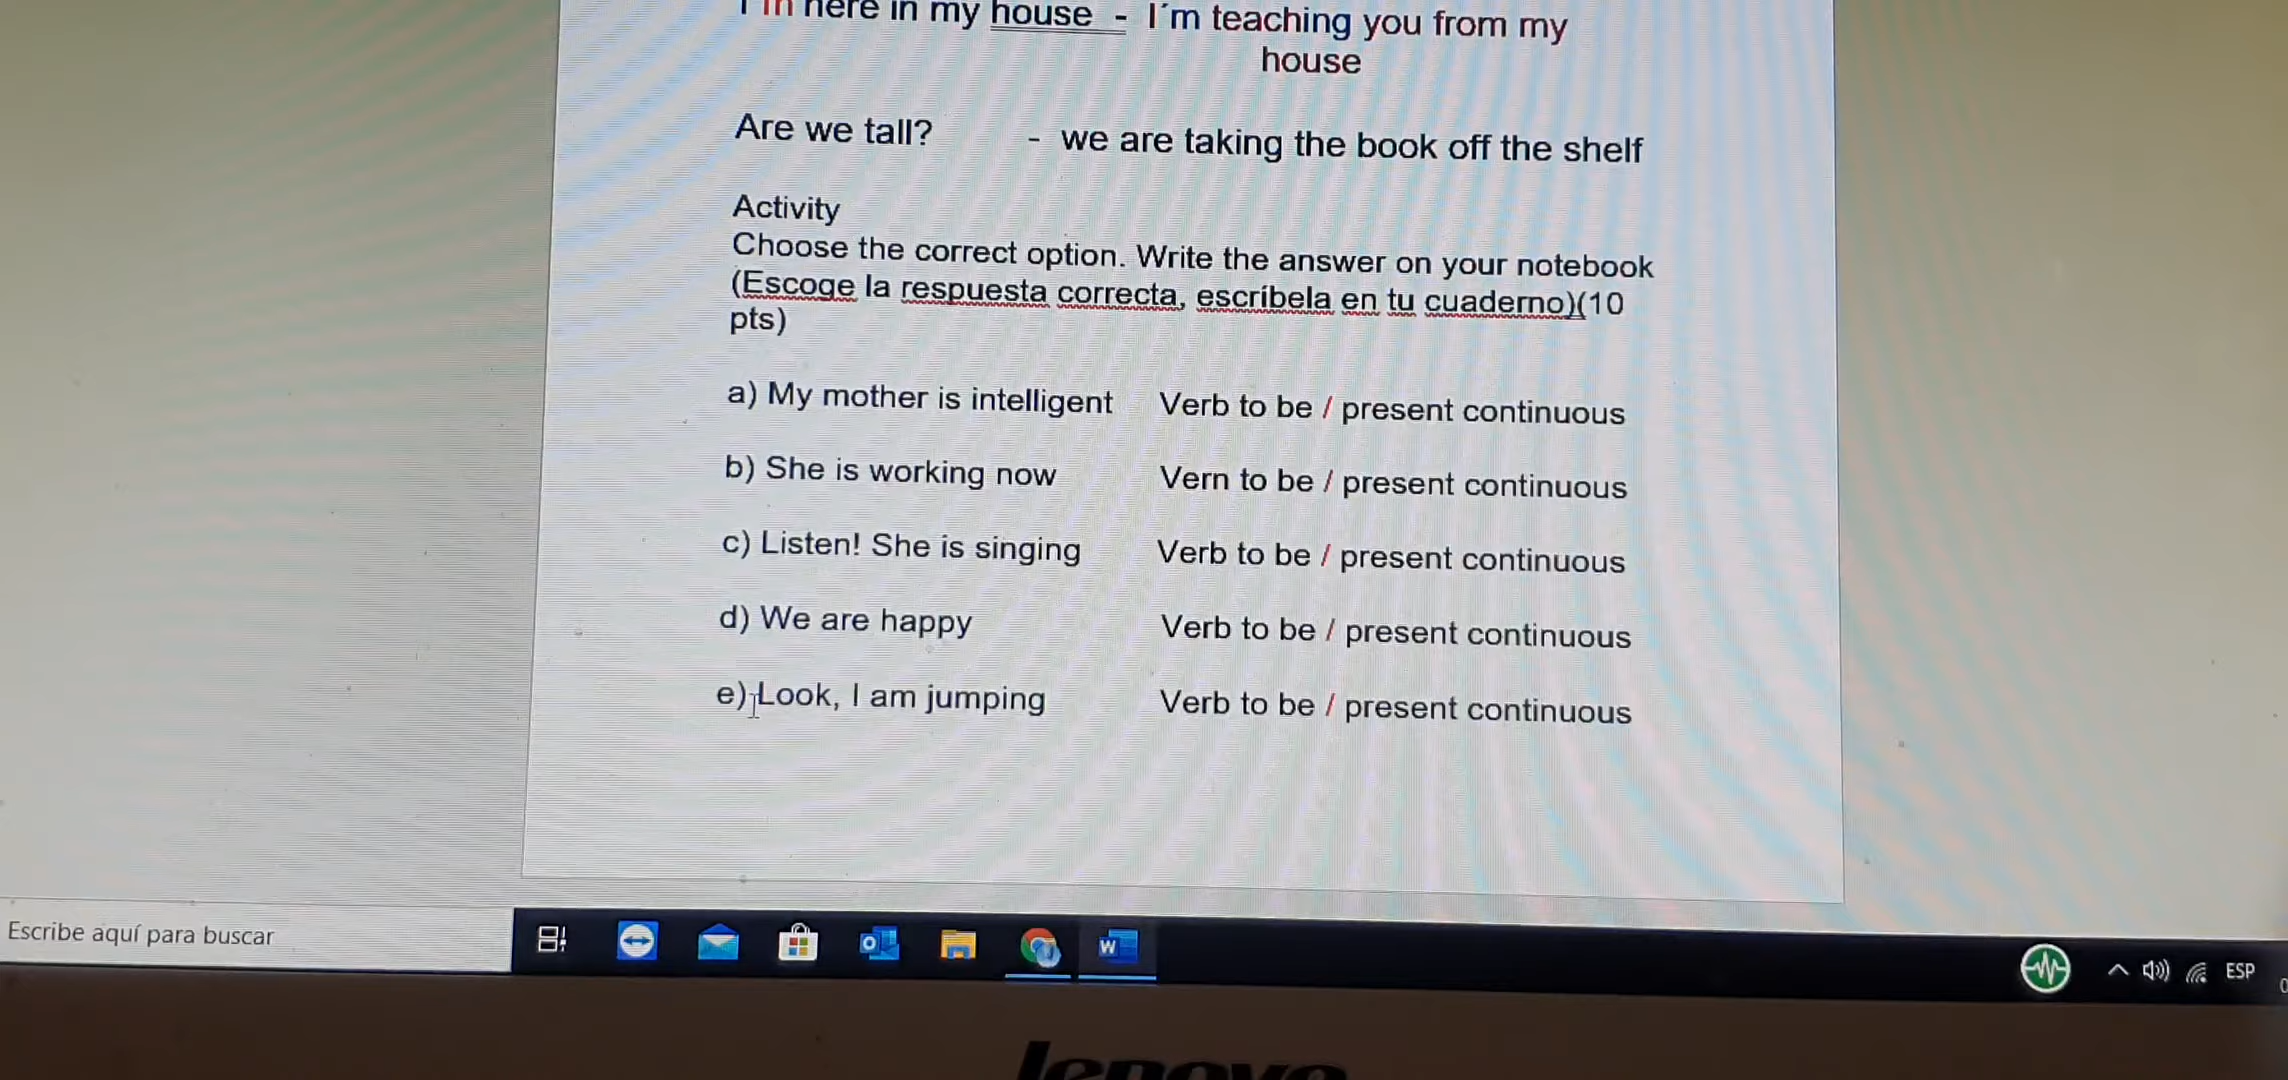 I´m here in my house - I´m teaching you from my
house
Are we tall? - we are taking the book off the shelf
Activity
Choose the correct option. Write the answer on your notebook
(Escoge la respuesta correcta, escríbela en tu cuaderno)(10
pts)
a) My mother is intelligent Verb to be / present continuous
b) She is working now Vern to be / present continuous
c) Listen! She is singing Verb to be / present continuous
d) We are happy Verb to be / present continuous
e) Look, I am jumping Verb to be / present continuous
Escribe aquí para buscar
ESP
lenovo